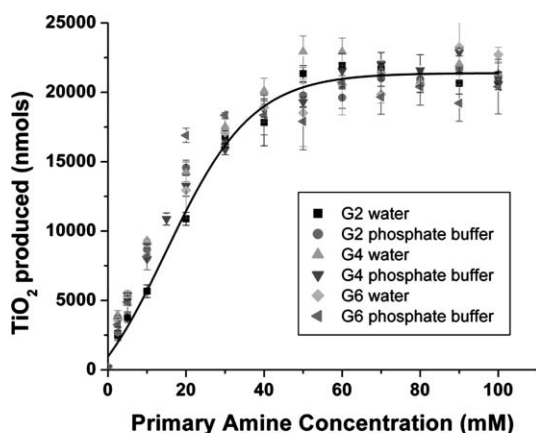 TiO2 produced (nmols)
25000
20000
15000
10000
5000
0
G2 water
G2 phosphate buffer
G4 water
G4 phosphate buffer
G6 water
G6 phosphate buffer
0 20 40 60 80 100
Primary Amine Concentration (mM)